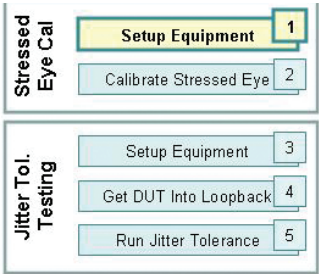 Stressed
Eye Cal
Setup Equipment 1
Calibrate Stressed Eye 2
Jitter Tol.
Testing
Setup Equipment 3
Get DUT Into Loopback 4
Run Jitter Tolerance 5